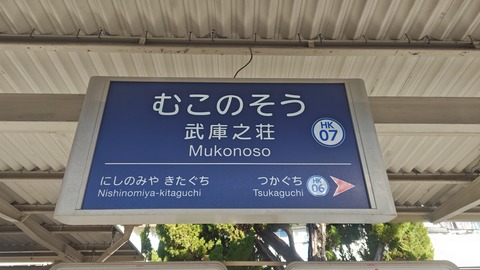 むこのそう
武庫之荘
Mukonoso
HK
07
にしのみや きたぐち
Nishinomiya-kitaguchi
つかぐち
Tsukaguchi
HK
06